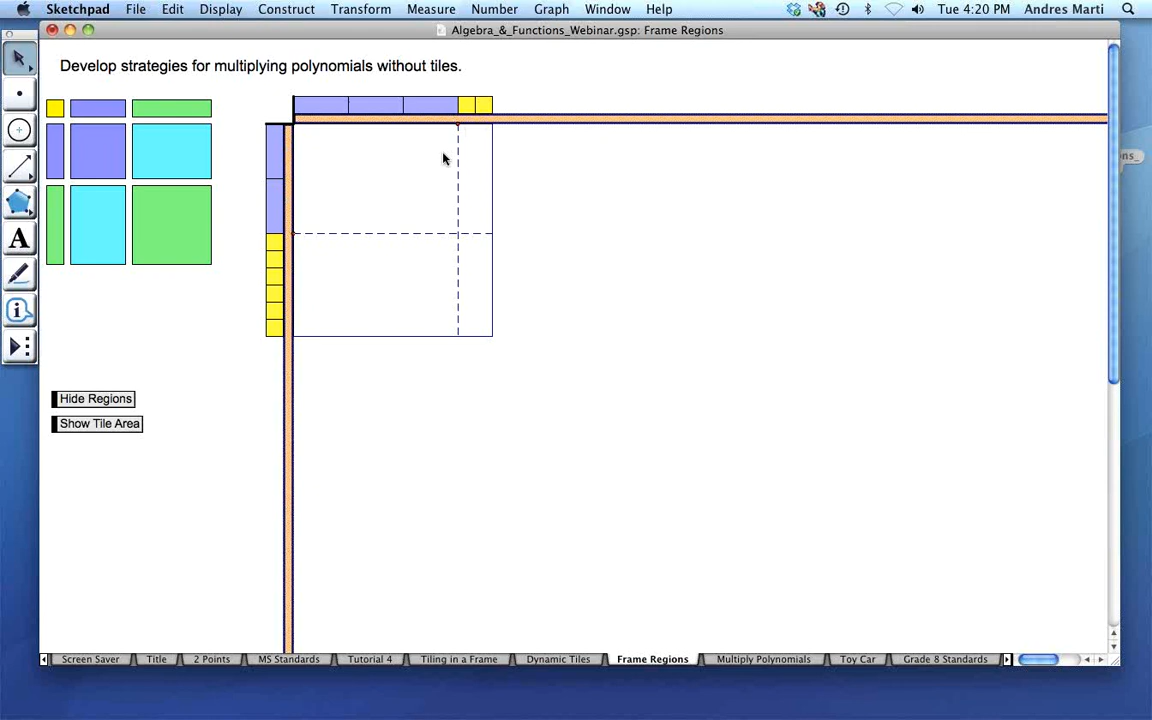 Sketchpad File Edit Display Construct Transform Measure Number Graph Window Help Tue 4:20 PM Andres Marti
Algebra_&_Functions_Webinar.gsp: Frame Regions
Develop strategies for multiplying polynomials without tiles.
ons_
A
i
Hide Regions
Show Tile Area
Screen Saver Title 2 Points MS Standards Tutorial 4 Tiling in a Frame Dynamic Tiles Frame Regions Multiply Polynomials Toy Car Grade 8 Standards